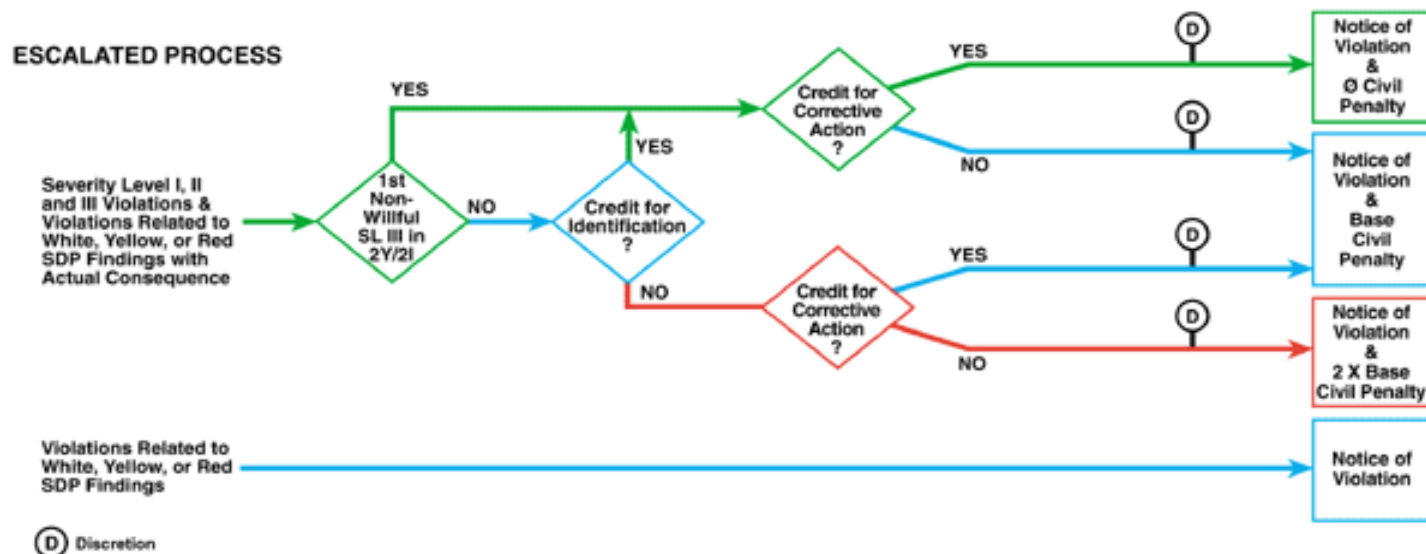 ESCALATED PROCESS
Severity Level I, II
and III Violations &
Violations Related to
White, Yellow, or Red
SDP Findings with
Actual Consequence
YES
1st
Non-
Willful
SL III in
2Y/2I
NO
YES
Credit for
Identification
?
NO
Credit for
Corrective
Action
?
YES
NO
D
D
Notice of
Violation
&
Ø Civil
Penalty
Credit for
Corrective
Action
?
YES
NO
D
D
Notice of
Violation
&
Base
Civil
Penalty
Notice of
Violation
&
2 X Base
Civil Penalty
Violations Related to
White, Yellow, or Red
SDP Findings
Notice of
Violation
D Discretion